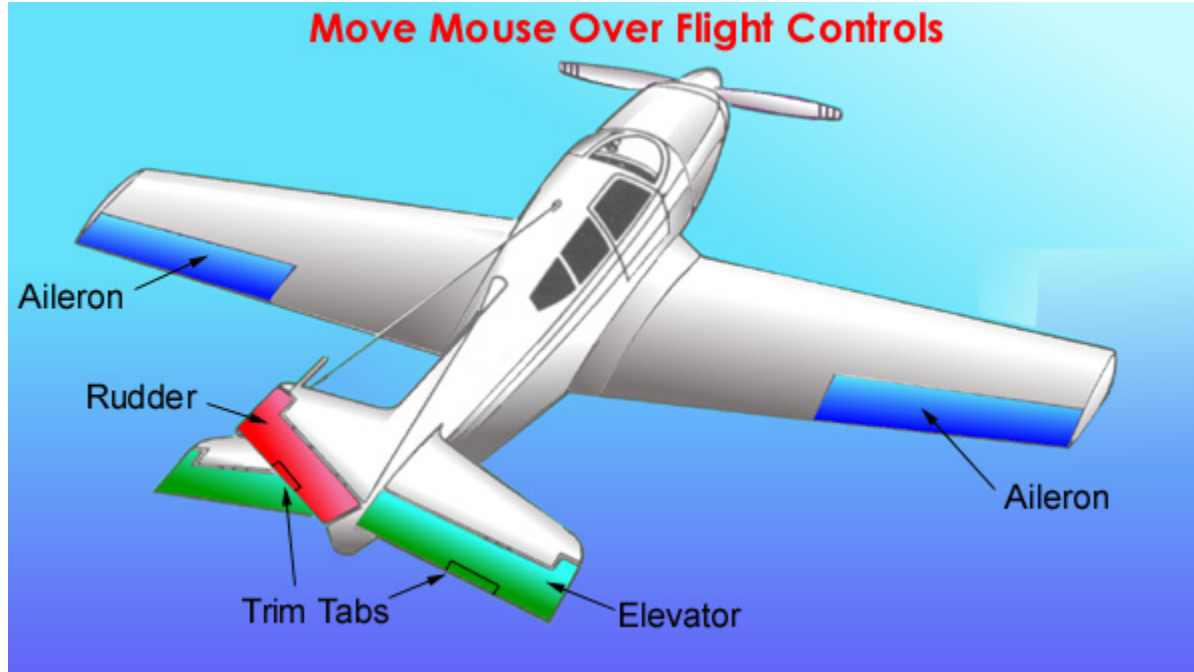 Move Mouse Over Flight Controls
Aileron
Rudder
Aileron
Trim Tabs
Elevator